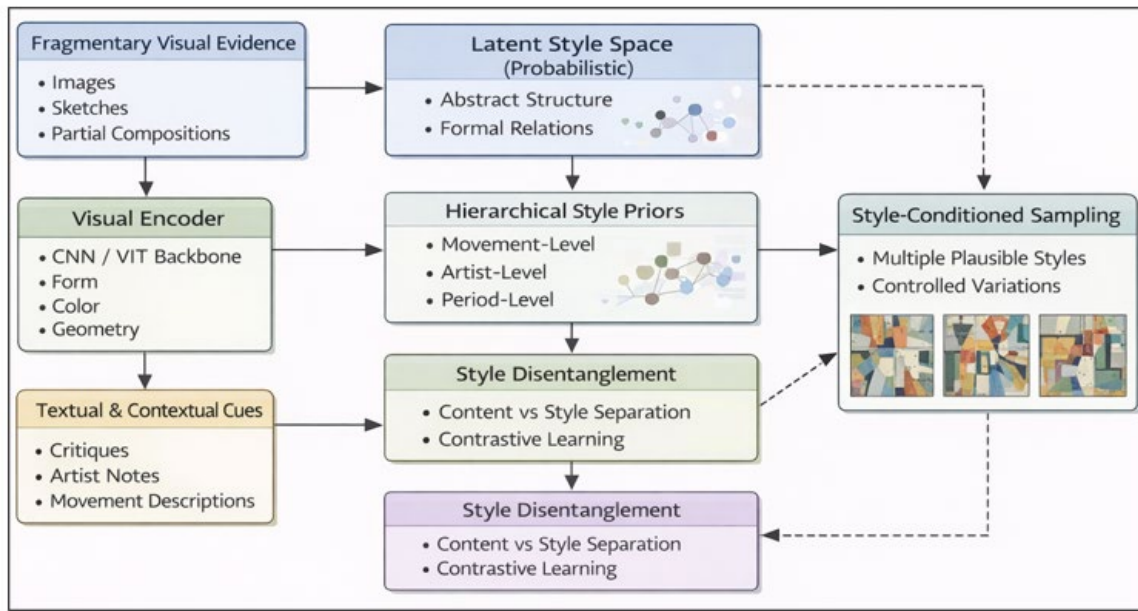 Fragmentary Visual Evidence
• Images
• Sketches
• Partial Compositions
Visual Encoder
• CNN / VIT Backbone
• Form
• Color
• Geometry
Textual & Contextual Cues
• Critiques
• Artist Notes
• Movement Descriptions
Latent Style Space
(Probabilistic)
• Abstract Structure
• Formal Relations
Hierarchical Style Priors
• Movement-Level
• Artist-Level
• Period-Level
Style Disentanglement
• Content vs Style Separation
• Contrastive Learning
Style Disentanglement
• Content vs Style Separation
• Contrastive Learning
Style-Conditioned Sampling
• Multiple Plausible Styles
• Controlled Variations